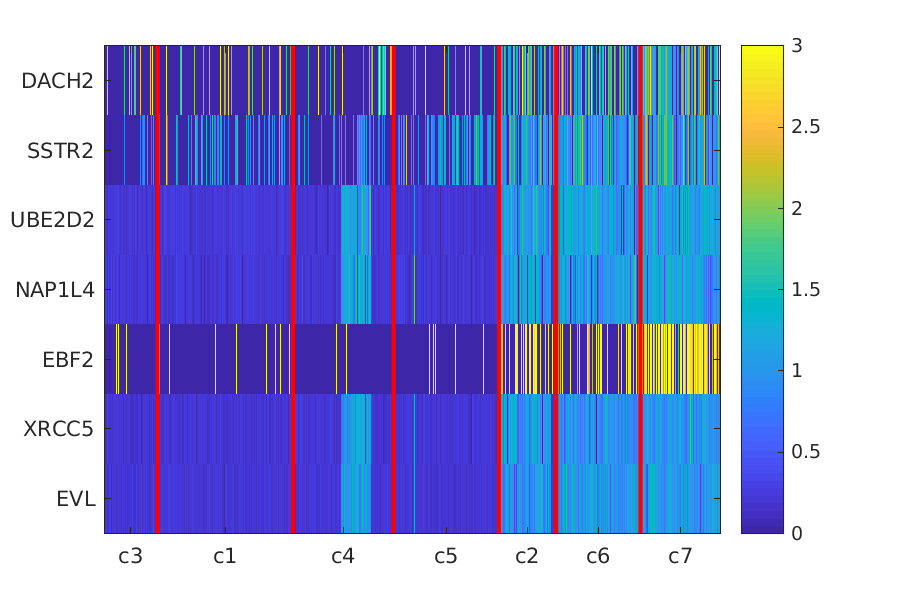 DACH2
SSTR2
UBE2D2
NAP1L4
EBF2
XRCC5
EVL
c3 c1 c4 c5 c2 c6 c7
3
2.5
2
1.5
1
0.5
0